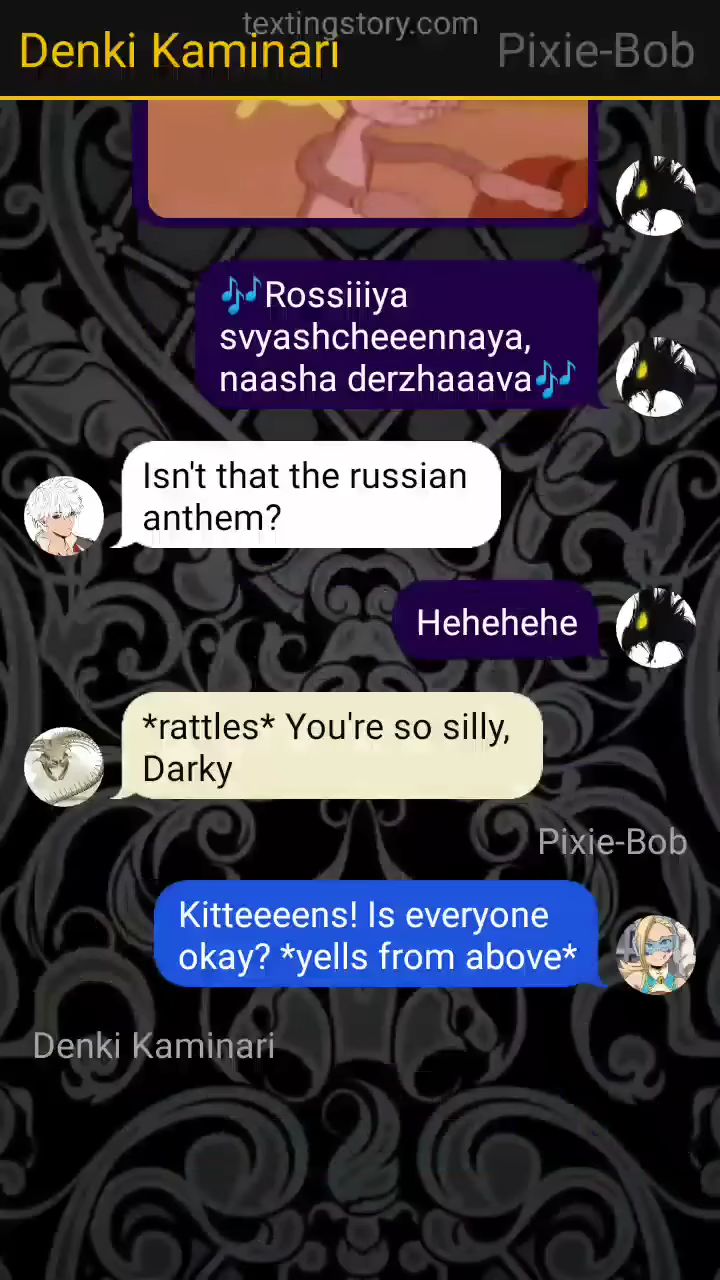 textingstory.com
Denki Kaminari Pixie-Bob
🎶Rossiiiya
svyashcheeennaya,
naasha derzhaaava🎶
Isn't that the russian
anthem?
Hehehehe
*rattles* You're so silly,
Darky
Pixie-Bob
Kitteeeens! Is everyone
okay? *yells from above*
Denki Kaminari